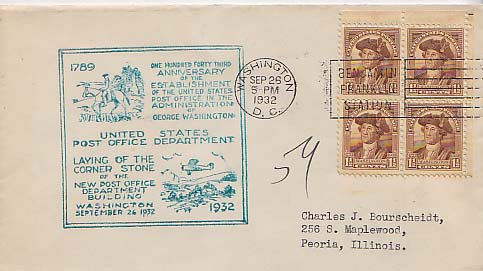 1789
ONE HUNDRED FORTY THIRD
ANNIVERSARY
OF THE
ESTABLISHMENT
OF THE UNITED STATES
POST OFFICE IN THE
ADMINISTRATION
OF
GEORGE WASHINGTON
UNITED STATES
POST OFFICE DEPARTMENT
LAYING OF THE
CORNER STONE
OF THE
NEW POST OFFICE
DEPARTMENT
BUILDING
WASHINGTON
SEPTEMBER 26 1932
1932
WASHINGTON
SEP 26
5-PM
1932
D.C.
BENJAMIN
FRANKLIN
STATION
Charles J. Bourscheidt,
256 S. Maplewood,
Peoria, Illinois.